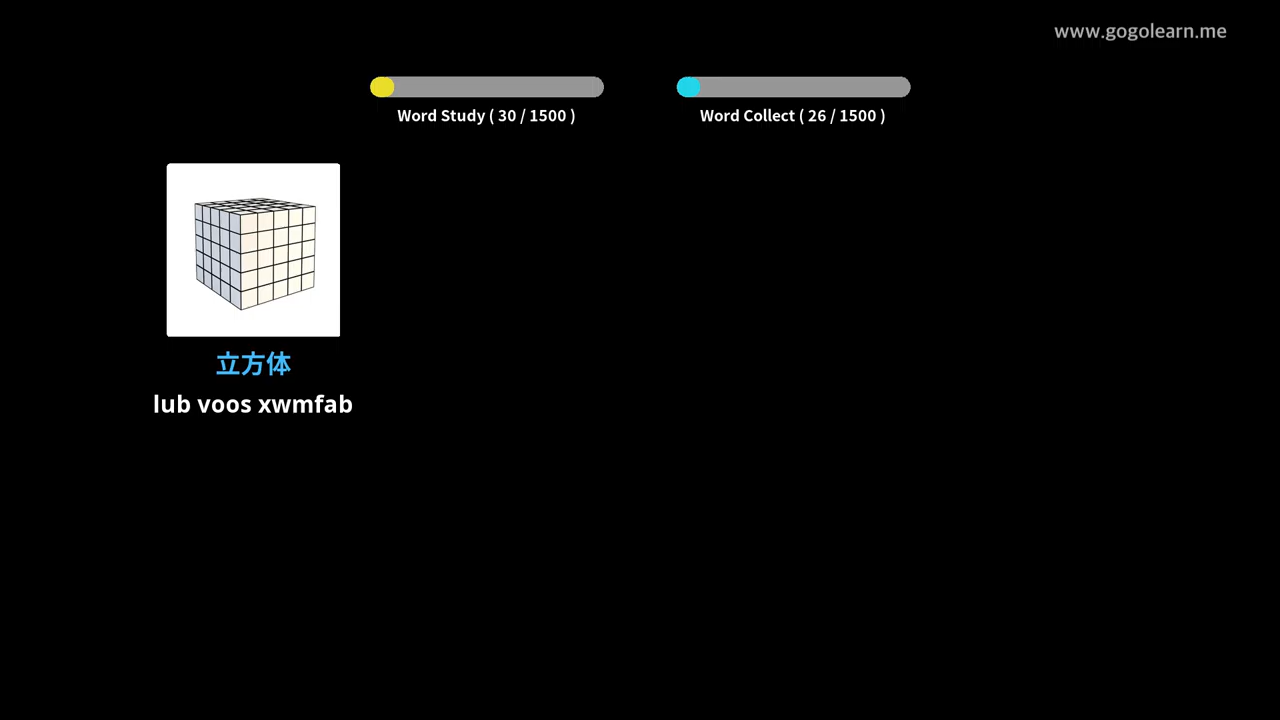 www.gogolearn.me
Word Study ( 30 / 1500 )
Word Collect ( 26 / 1500 )
立方体
lub voos xwmfab